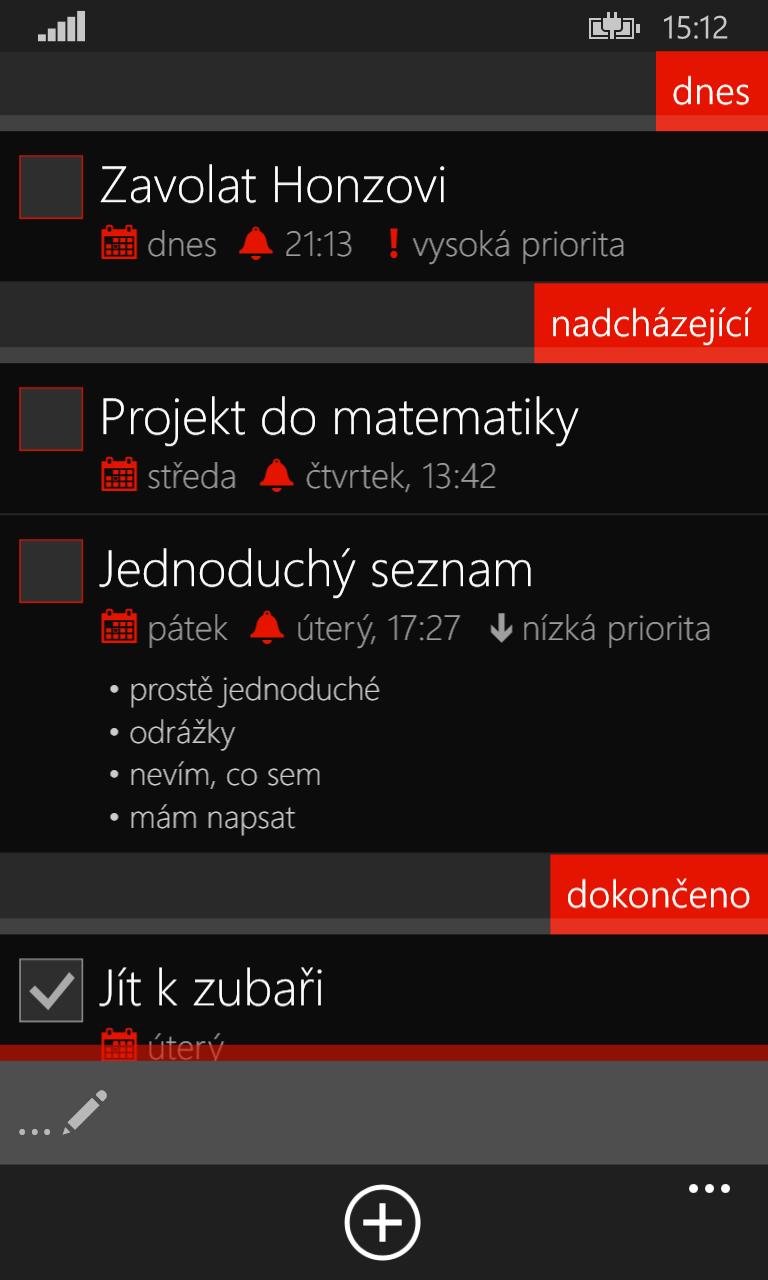 15:12
dnes
Zavolat Honzovi
dnes 21:13 ! vysoká priorita
nadcházející
Projekt do matematiky
středa čtvrtek, 13:42
Jednoduchý seznam
pátek úterý, 17:27 nízká priorita
• prostě jednoduché
• odrážky
• nevím, co sem
• mám napsat
dokončeno
Jít k zubaři
úterý
...